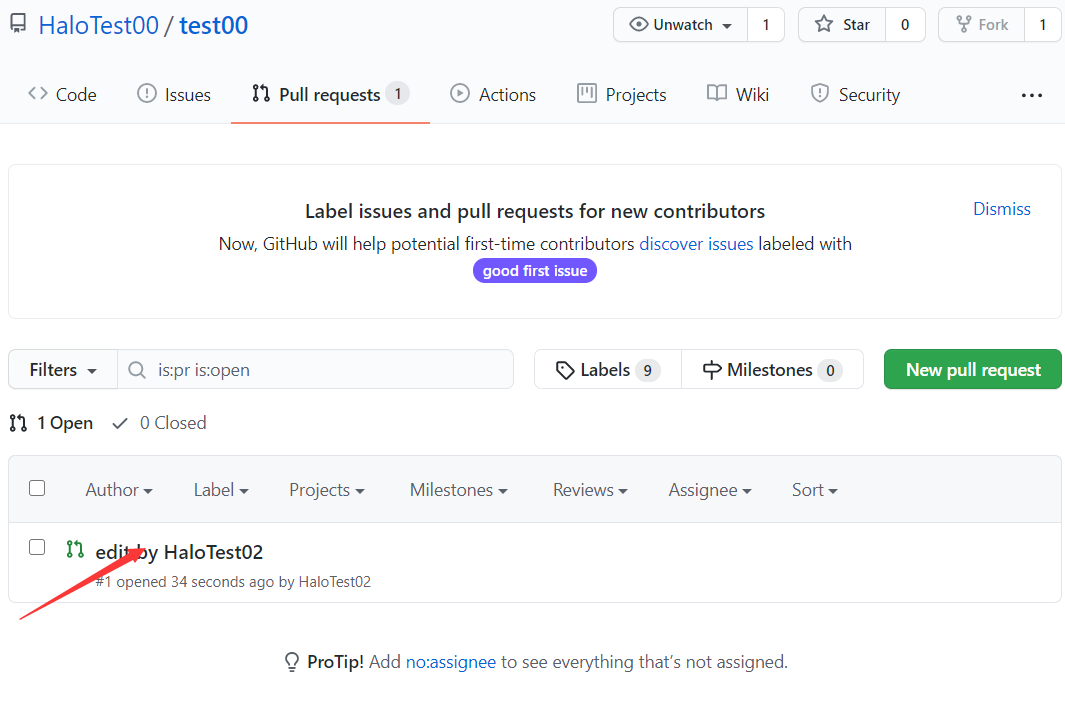 HaloTest00 / test00
Unwatch 1 Star 0 Fork 1
Code Issues Pull requests 1 Actions Projects Wiki Security ...
Label issues and pull requests for new contributors
Dismiss
Now, GitHub will help potential first-time contributors discover issues labeled with
good first issue
Filters is:pr is:open Labels 9 Milestones 0 New pull request
1 Open 0 Closed
Author Label Projects Milestones Reviews Assignee Sort
edit by HaloTest02
#1 opened 34 seconds ago by HaloTest02
ProTip! Add no:assignee to see everything that's not assigned.